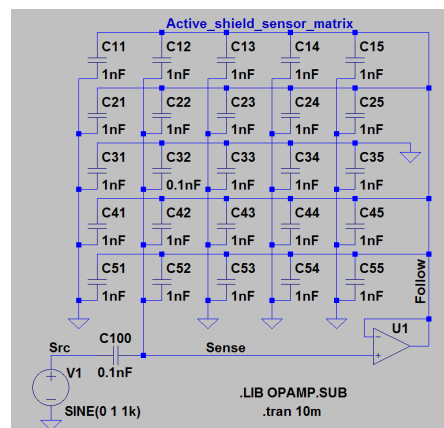 Active_shield_sensor_matrix
C11 C12 C13 C14 C15
1nF 1nF 1nF 1nF 1nF
C21 C22 C23 C24 C25
1nF 1nF 1nF 1nF 1nF
C31 C32 C33 C34 C35
1nF 0.1nF 1nF 1nF 1nF
C41 C42 C43 C44 C45
1nF 1nF 1nF 1nF 1nF
C51 C52 C53 C54 C55
1nF 1nF 1nF 1nF 1nF
Follow
U1
Src C100 Sense
V1 0.1nF
SINE(0 1 1k)
.LIB OPAMP.SUB
.tran 10m